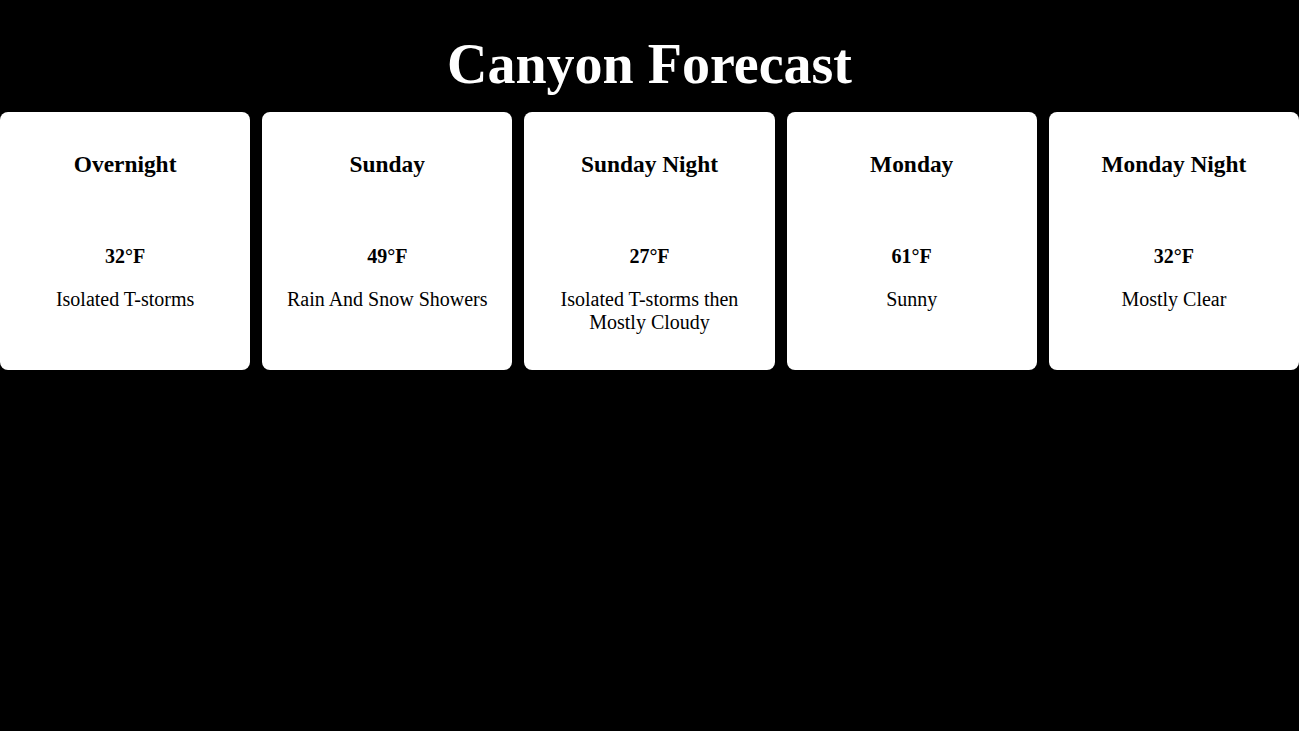 Canyon Forecast
Overnight
32°F
Isolated T-storms
Sunday
49°F
Rain And Snow Showers
Sunday Night
27°F
Isolated T-storms then
Mostly Cloudy
Monday
61°F
Sunny
Monday Night
32°F
Mostly Clear